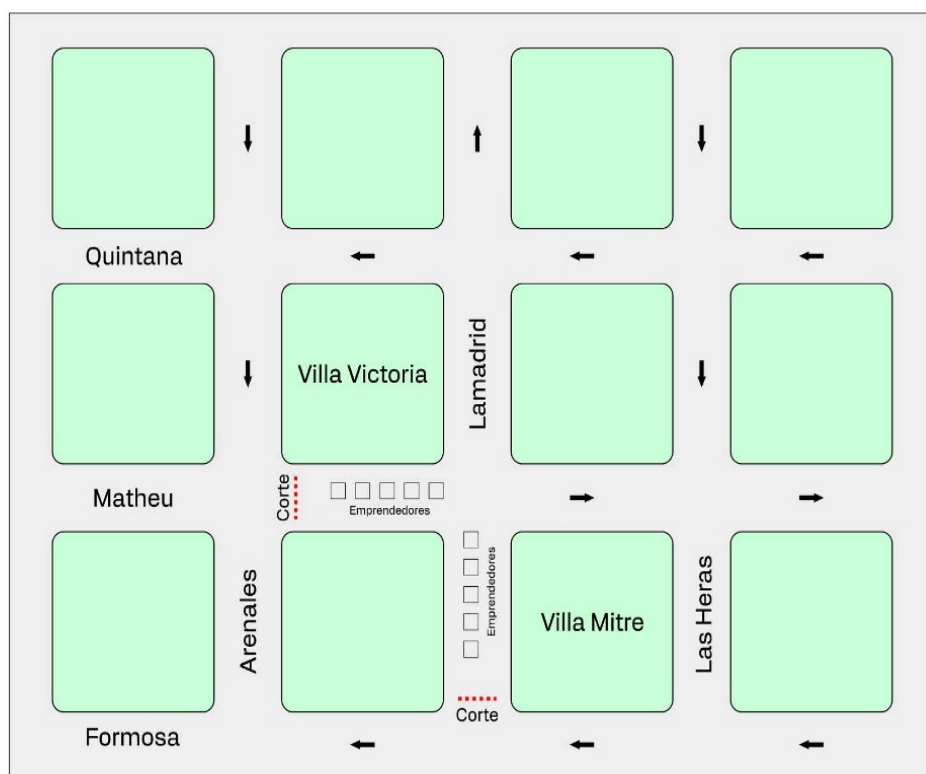 Quintana
Villa Victoria
Lamadrid
Matheu
Corte
Emprendedores
Emprendedores
Arenales
Villa Mitre
Las Heras
Corte
Formosa